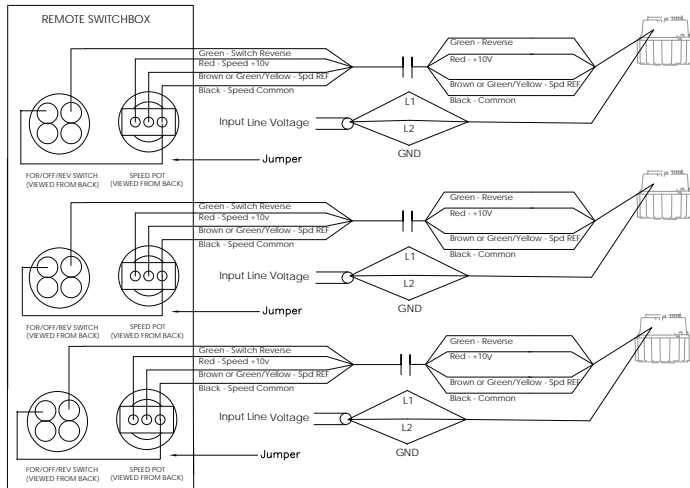 REMOTE SWITCHBOX
Green - Switch Reverse
Red - Speed +10v
Brown or Green/Yellow - Spd REF
Black - Speed Common
Green - Reverse
Red - +10V
Brown or Green/Yellow - Spd REF
Black - Common
Input Line Voltage
L1
L2
GND
Jumper
FOR/OFF/REV SWITCH
(VIEWED FROM BACK)
SPEED POT
(VIEWED FROM BACK)
Green - Switch Reverse
Red - Speed +10v
Brown or Green/Yellow - Spd REF
Black - Speed Common
Green - Reverse
Red - +10V
Brown or Green/Yellow - Spd REF
Black - Common
Input Line Voltage
L1
L2
GND
Jumper
FOR/OFF/REV SWITCH
(VIEWED FROM BACK)
SPEED POT
(VIEWED FROM BACK)
Green - Switch Reverse
Red - Speed +10v
Brown or Green/Yellow - Spd REF
Black - Speed Common
Green - Reverse
Red - +10V
Brown or Green/Yellow - Spd REF
Black - Common
Input Line Voltage
L1
L2
GND
Jumper
FOR/OFF/REV SWITCH
(VIEWED FROM BACK)
SPEED POT
(VIEWED FROM BACK)